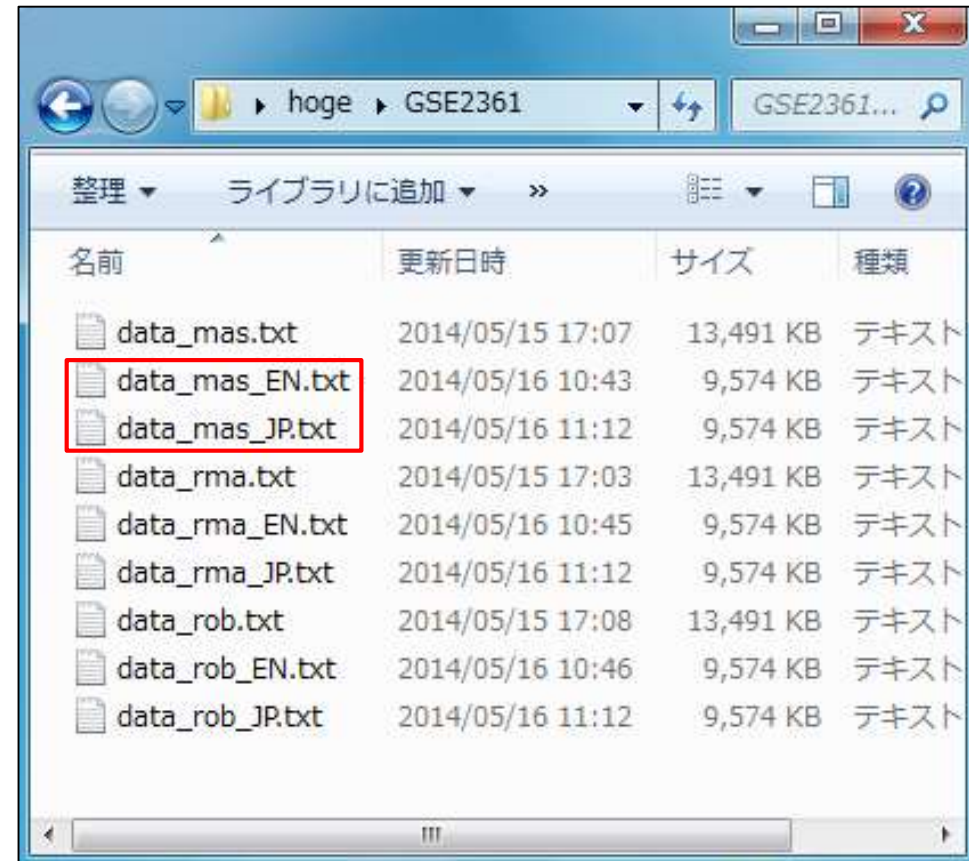 hoge GSE2361 GSE2361...
整理 ライブラリに追加 »
名前 更新日時 サイズ 種類
data_mas.txt 2014/05/15 17:07 13,491 KB テキスト
data_mas_EN.txt 2014/05/16 10:43 9,574 KB テキスト
data_mas_JP.txt 2014/05/16 11:12 9,574 KB テキスト
data_rma.txt 2014/05/15 17:03 13,491 KB テキスト
data_rma_EN.txt 2014/05/16 10:45 9,574 KB テキスト
data_rma_JP.txt 2014/05/16 11:12 9,574 KB テキスト
data_rob.txt 2014/05/15 17:08 13,491 KB テキスト
data_rob_EN.txt 2014/05/16 10:46 9,574 KB テキスト
data_rob_JP.txt 2014/05/16 11:12 9,574 KB テキスト